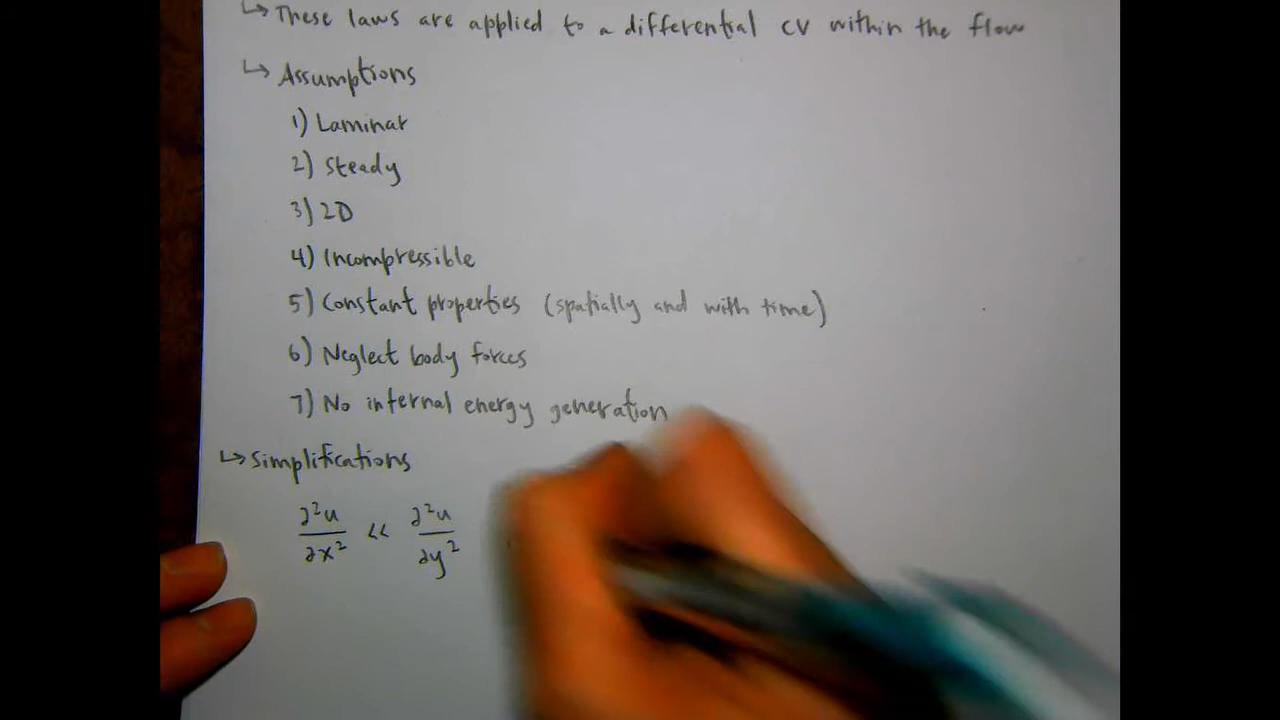 ↳ These laws are applied to a differential CV within the flow
↳ Assumptions
1) Laminar
2) Steady
3) 2D
4) Incompressible
5) Constant properties (spatially and with time)
6) Neglect body forces
7) No internal energy generation
↳ Simplifications
∂²u/∂x² << ∂²u/∂y²